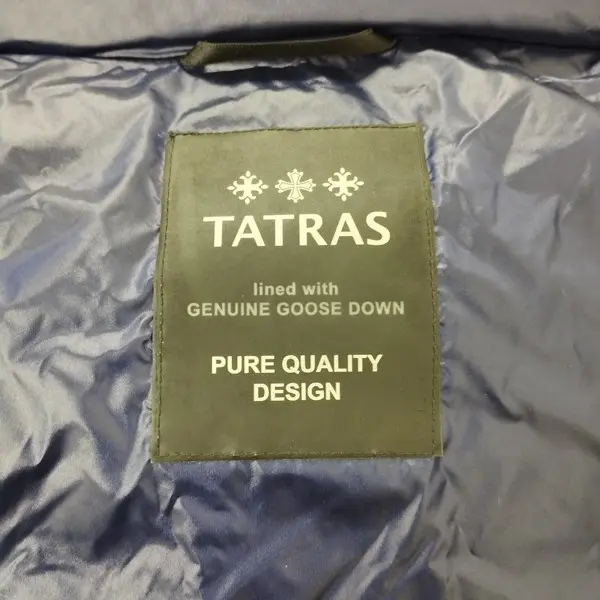 TATRAS
lined with
GENUINE GOOSE DOWN
PURE QUALITY
DESIGN